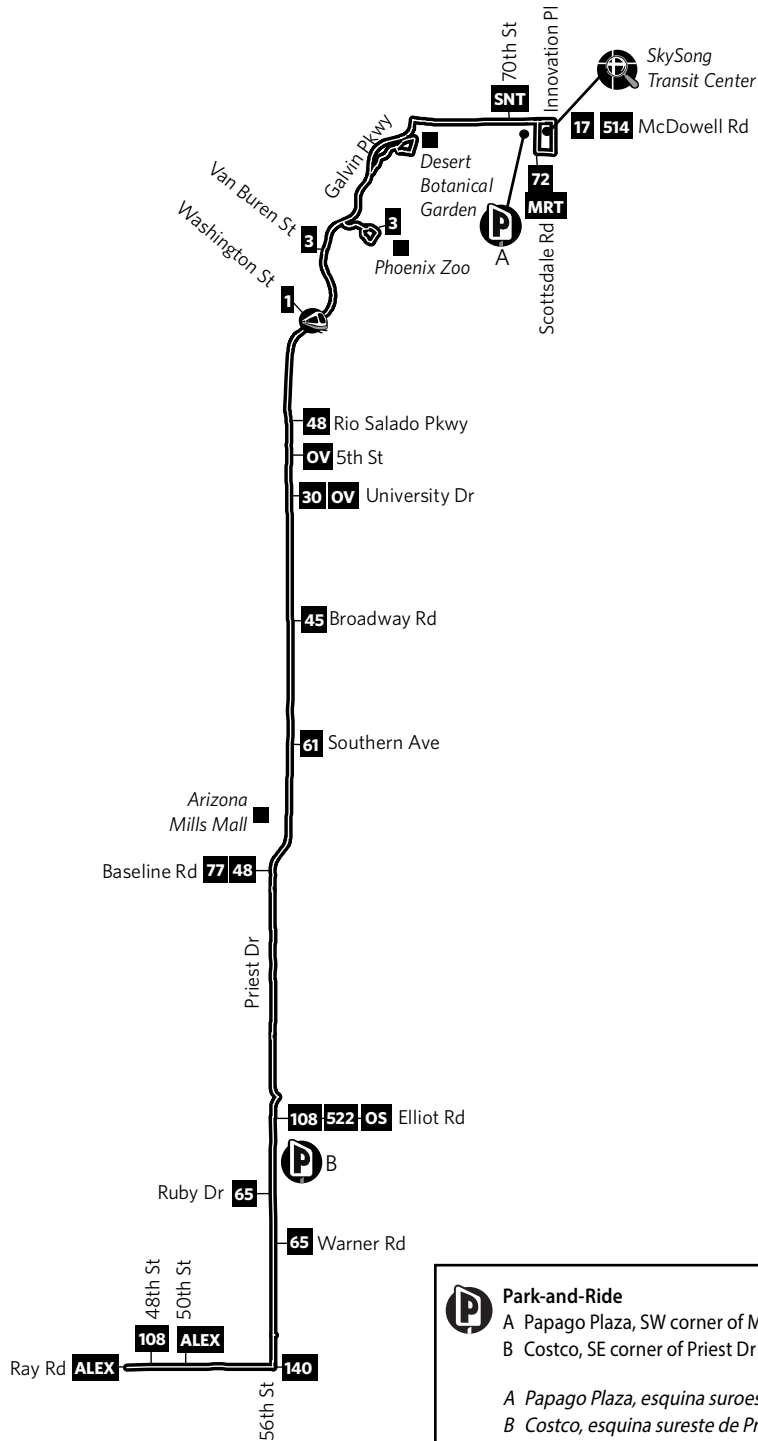 70th St
Innovation Pl
SkySong
Transit Center
SNT
17 514 McDowell Rd
Galvin Pkwy
Desert
Botanical
Garden
72
MRT
Scottsdale Rd
P
A
Van Buren St
3
3
Phoenix Zoo
Washington St
1
48 Rio Salado Pkwy
OV 5th St
30 OV University Dr
45 Broadway Rd
61 Southern Ave
Arizona
Mills Mall
Baseline Rd 77 48
Priest Dr
108 522 OS Elliot Rd
P B
Ruby Dr 65
65 Warner Rd
48th St
50th St
108 ALEX
Ray Rd ALEX
140
56th St
P
Park-and-Ride
A Papago Plaza, SW corner of M
B Costco, SE corner of Priest Dr
A Papago Plaza, esquina suroes
B Costco, esquina sureste de Pr